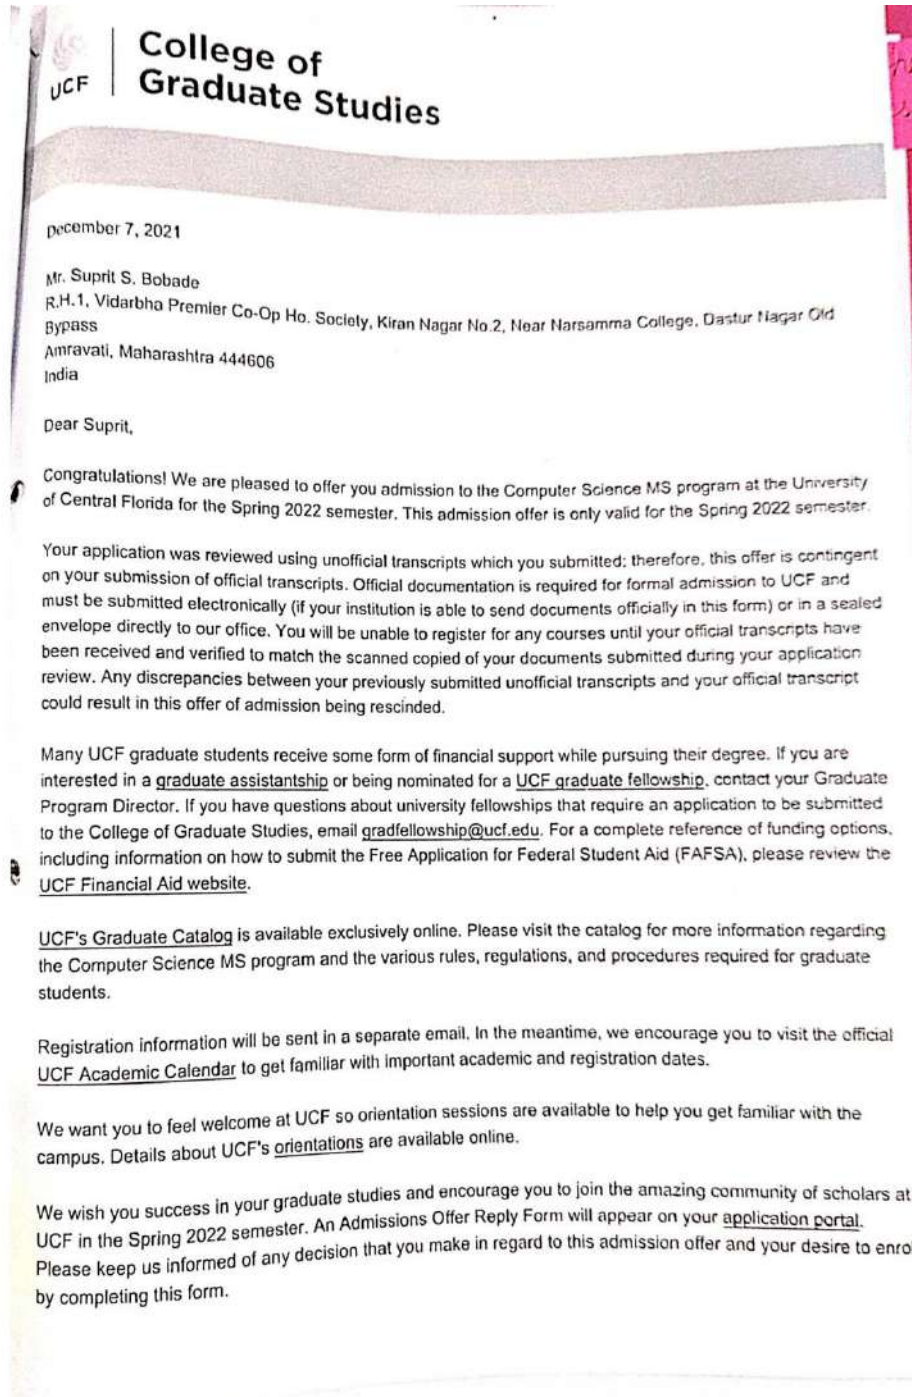 UCF
College of
Graduate Studies
December 7, 2021
Mr. Suprit S. Bobade
R.H.1, Vidarbha Premier Co-Op Ho. Society, Kiran Nagar No.2, Near Narsamma College, Dastur Nagar Old
Bypass
Amravati, Maharashtra 444606
India
Dear Suprit,
Congratulations! We are pleased to offer you admission to the Computer Science MS program at the University
of Central Florida for the Spring 2022 semester. This admission offer is only valid for the Spring 2022 semester.
Your application was reviewed using unofficial transcripts which you submitted; therefore, this offer is contingent
on your submission of official transcripts. Official documentation is required for formal admission to UCF and
must be submitted electronically (if your institution is able to send documents officially in this form) or in a sealed
envelope directly to our office. You will be unable to register for any courses until your official transcripts have
been received and verified to match the scanned copied of your documents submitted during your application
review. Any discrepancies between your previously submitted unofficial transcripts and your official transcript
could result in this offer of admission being rescinded.
Many UCF graduate students receive some form of financial support while pursuing their degree. If you are
interested in a graduate assistantship or being nominated for a UCF graduate fellowship, contact your Graduate
Program Director. If you have questions about university fellowships that require an application to be submitted
to the College of Graduate Studies, email gradfellowship@ucf.edu. For a complete reference of funding options,
including information on how to submit the Free Application for Federal Student Aid (FAFSA), please review the
UCF Financial Aid website.
UCF's Graduate Catalog is available exclusively online. Please visit the catalog for more information regarding
the Computer Science MS program and the various rules, regulations, and procedures required for graduate
students.
Registration information will be sent in a separate email. In the meantime, we encourage you to visit the official
UCF Academic Calendar to get familiar with important academic and registration dates.
We want you to feel welcome at UCF so orientation sessions are available to help you get familiar with the
campus. Details about UCF's orientations are available online.
We wish you success in your graduate studies and encourage you to join the amazing community of scholars at
UCF in the Spring 2022 semester. An Admissions Offer Reply Form will appear on your application portal.
Please keep us informed of any decision that you make in regard to this admission offer and your desire to enro
by completing this form.